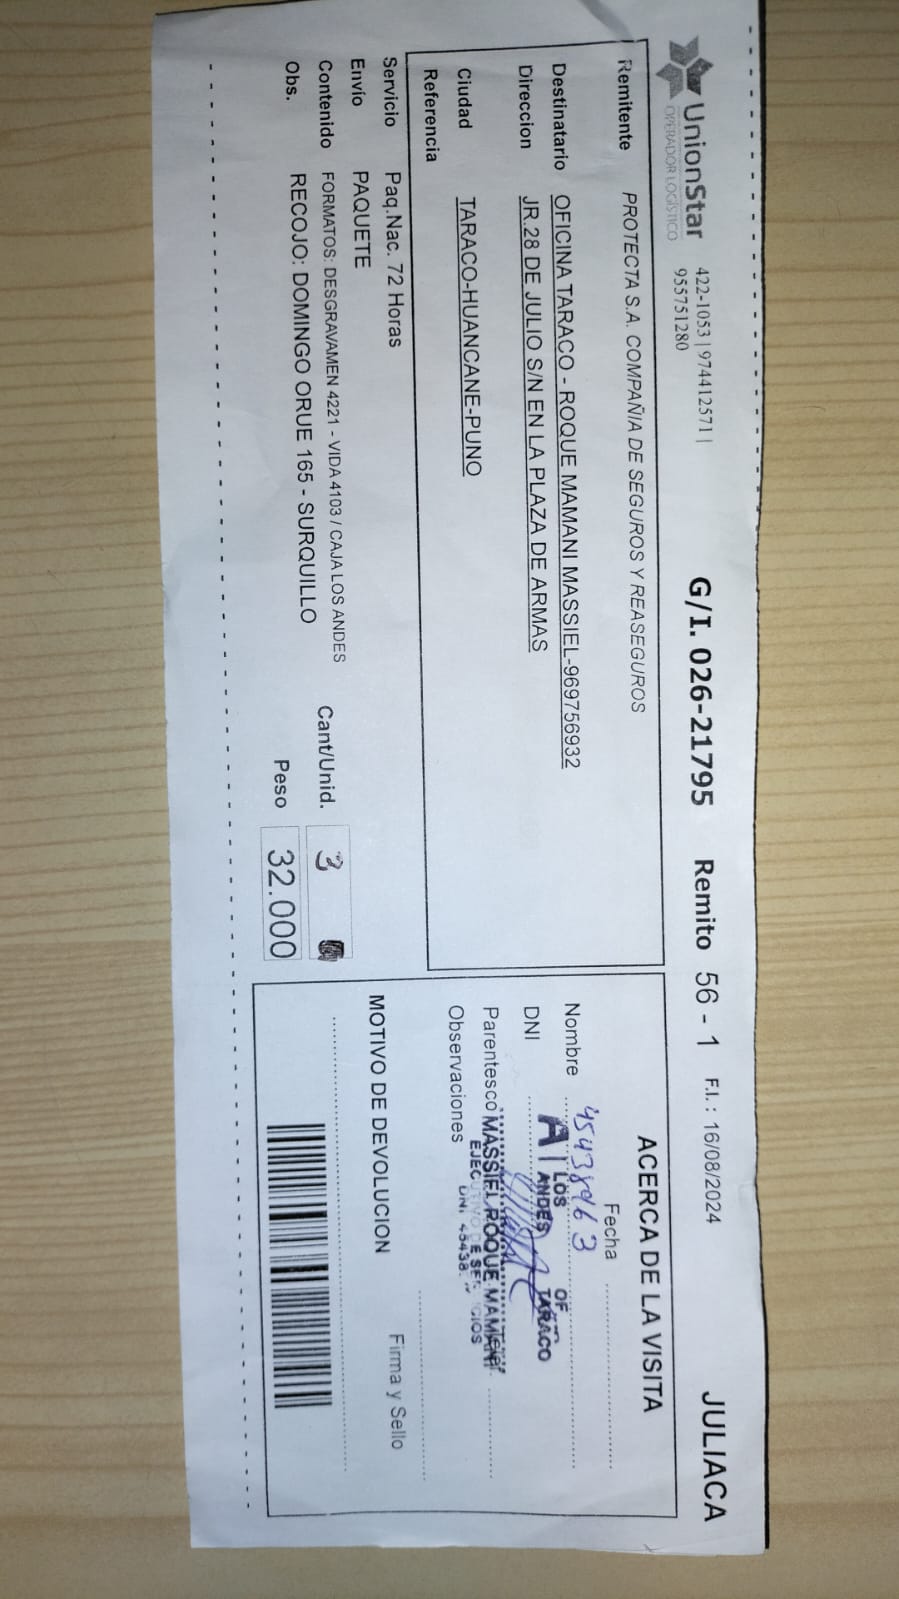 UnionStar
OPERADOR LOGÍSTICO
422-1053 | 974412571 |
955751280
G/I. 026-21795 Remito 56 - 1 F.I. : 16/08/2024 JULIACA
Remitente PROTECTA S.A. COMPAÑIA DE SEGUROS Y REASEGUROS
Destinatario OFICINA TARACO - ROQUE MAMANI MASSIEL-969756932
Direccion JR.28 DE JULIO S/N EN LA PLAZA DE ARMAS
Ciudad TARACO-HUANCANE-PUNO
Referencia
Servicio Paq.Nac. 72 Horas
Envío PAQUETE
Contenido FORMATOS: DESGRAVAMEN 4221 - VIDA 4103 / CAJA LOS ANDES
Obs. RECOJO: DOMINGO ORUE 165 - SURQUILLO
Cant/Unid. 3
Peso 32.000
ACERCA DE LA VISITA
Fecha
45438463
Nombre
LOS OF
ANDES TARACO
DNI
Parentesco MASSIEL ROQUE MAMANI
Observaciones
Firma y Sello
MOTIVO DE DEVOLUCION